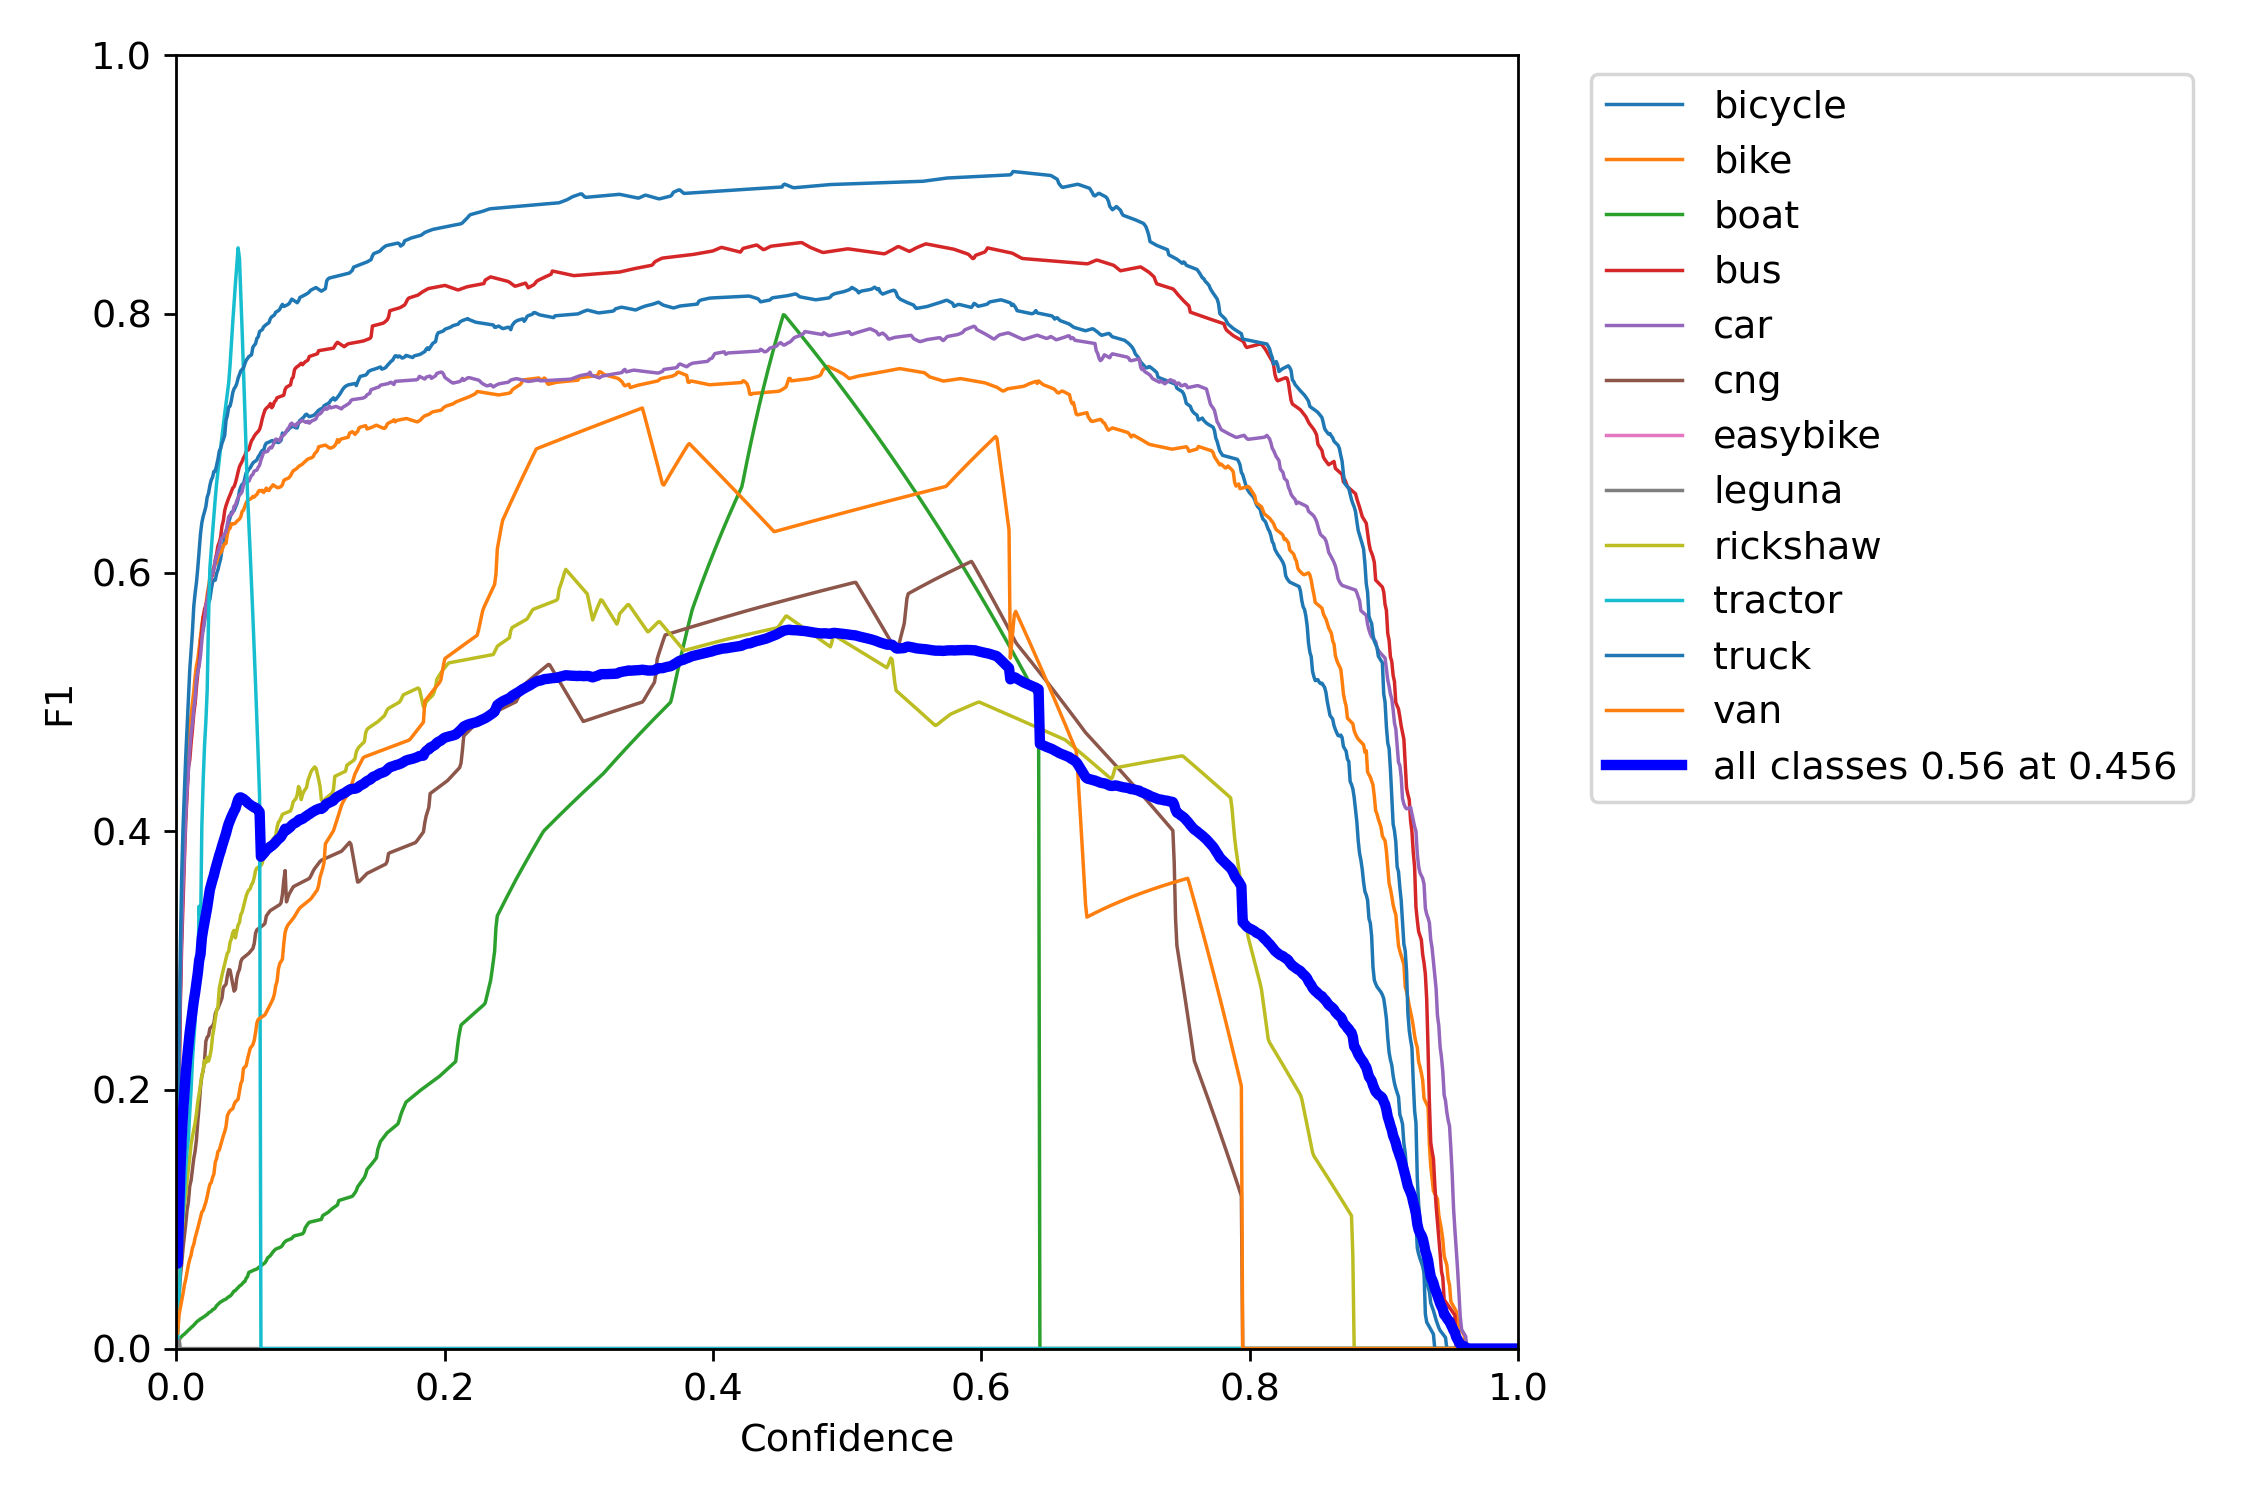 1.0
0.8
0.6
0.4
0.2
0.0
F1
0.0 0.2 0.4 0.6 0.8 1.0
Confidence
bicycle
bike
boat
bus
car
cng
easybike
leguna
rickshaw
tractor
truck
van
all classes 0.56 at 0.456